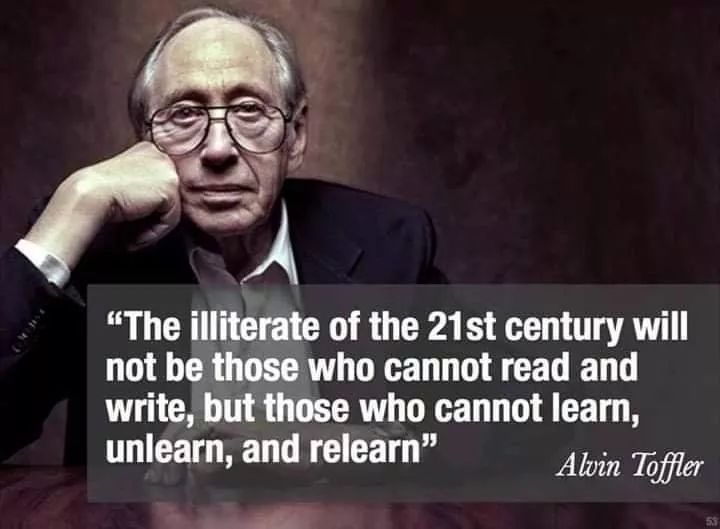 “The illiterate of the 21st century will
not be those who cannot read and
write, but those who cannot learn,
unlearn, and relearn”
Alvin Toffler